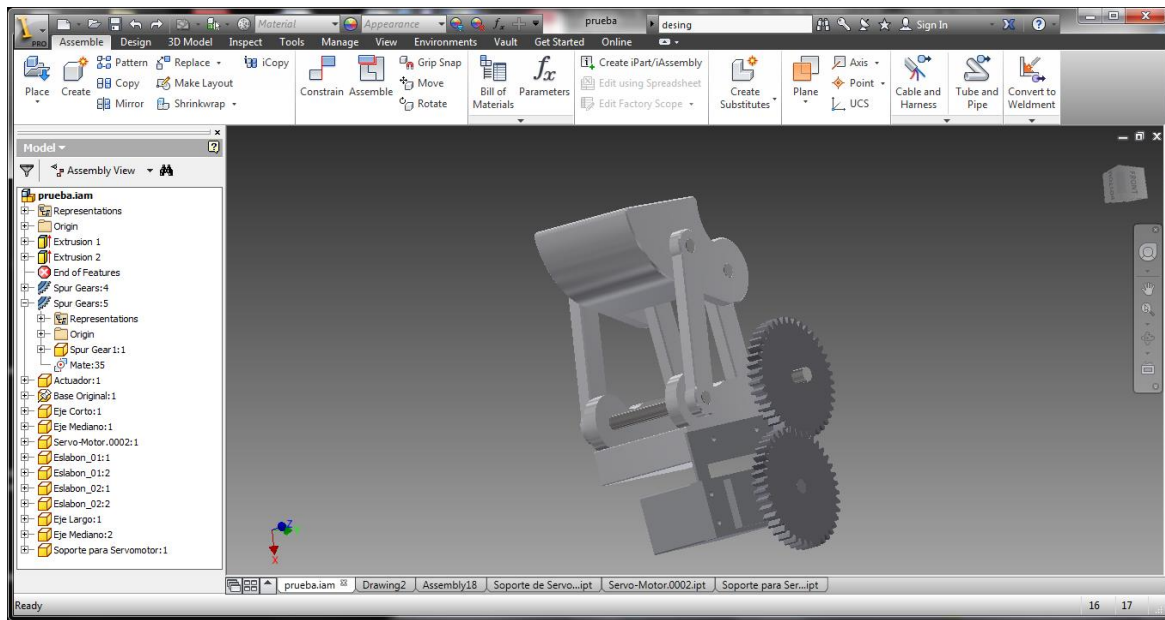 Material Appearance prueba desing Sign In
PRO Assemble Design 3D Model Inspect Tools Manage View Environments Vault Get Started Online
Place Create Pattern Replace iCopy Constrain Assemble Grip Snap Bill of Materials Parameters Create iPart/iAssembly Create Substitutes Plane Axis Cable and Harness Tube and Pipe Convert to Weldment
Copy Make Layout Move Edit using Spreadsheet Point
Mirror Shrinkwrap Rotate Edit Factory Scope UCS
Model
Assembly View
prueba.iam
Representations
Origin
Extrusion 1
Extrusion 2
End of Features
Spur Gears:4
Spur Gears:5
Representations
Origin
Spur Gear1:1
Mate:35
Actuador:1
Base Original:1
Eje Corto:1
Eje Mediano:1
Servo-Motor.0002:1
Eslabon_01:1
Eslabon_01:2
Eslabon_02:1
Eslabon_02:2
Eje Largo:1
Eje Mediano:2
Soporte para Servomotor:1
FRONT
Z
X
prueba.iam Drawing2 Assembly18 Soporte de Servo...ipt Servo-Motor.0002.ipt Soporte para Ser...ipt
Ready 16 17